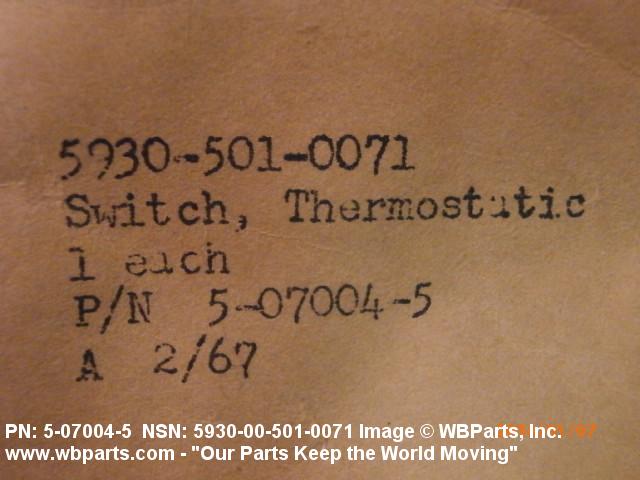 5930-501-0071
Switch, Thermostatic
1 each
P/N 5-07004-5
A 2/67
PN: 5-07004-5 NSN: 5930-00-501-0071 Image © WBParts, Inc.
www.wbparts.com - "Our Parts Keep the World Moving"